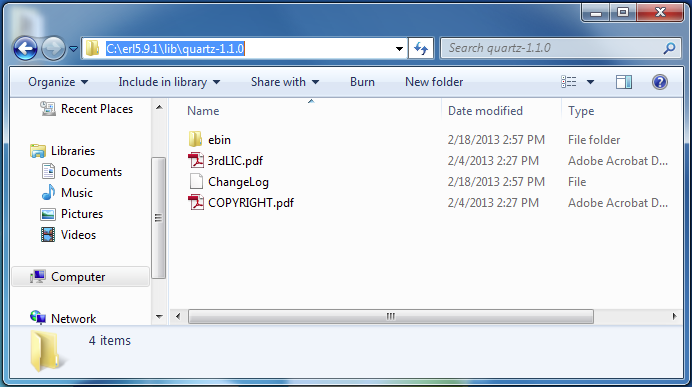 C:\erl5.9.1\lib\quartz-1.1.0
Search quartz-1.1.0
Organize Include in library Share with Burn New folder
Recent Places
Libraries
Documents
Music
Pictures
Videos
Computer
Network
Name Date modified Type
ebin 2/18/2013 2:57 PM File folder
3rdLIC.pdf 2/4/2013 2:27 PM Adobe Acrobat D...
ChangeLog 2/18/2013 2:57 PM File
COPYRIGHT.pdf 2/4/2013 2:27 PM Adobe Acrobat D...
4 items